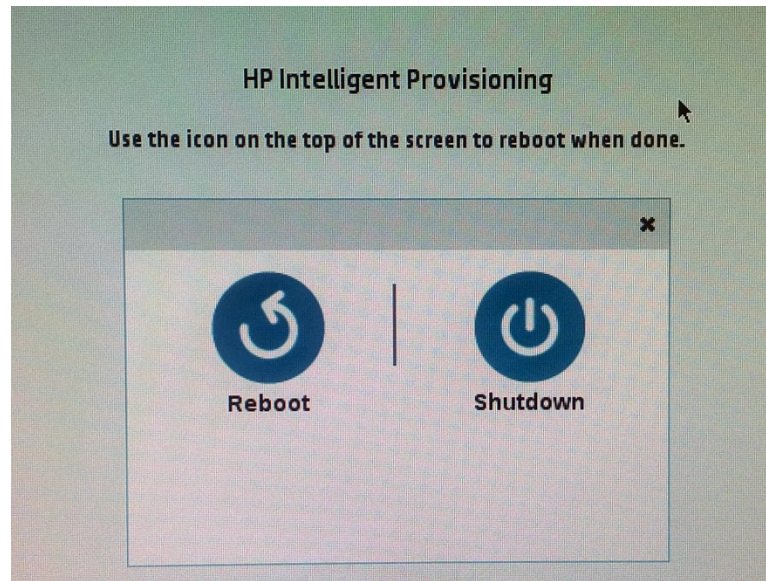 HP Intelligent Provisioning
Use the icon on the top of the screen to reboot when done.
Reboot
Shutdown